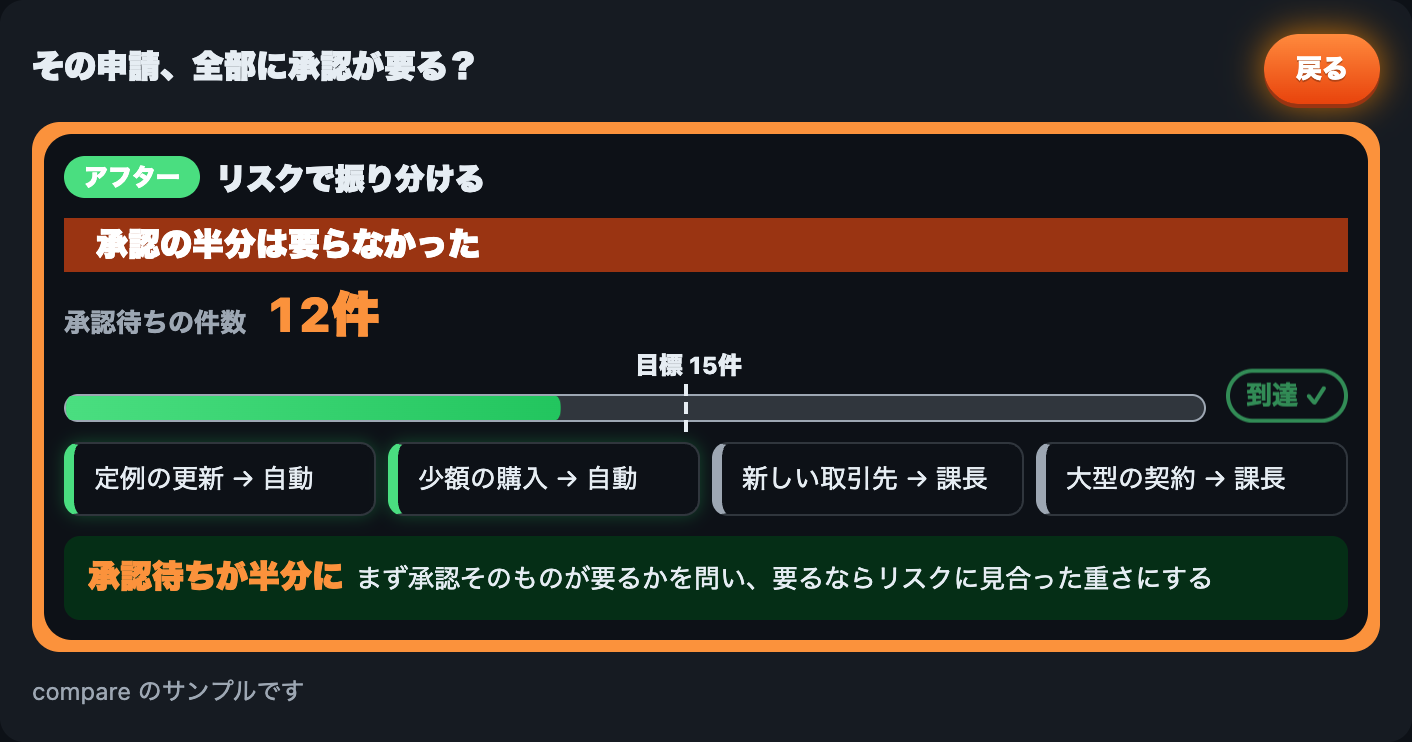 その申請、全部に承認が要る？
戻る
アフター リスクで振り分ける
承認の半分は要らなかった
承認待ちの件数 12件
目標 15件
到達 ✓
定例の更新 → 自動
少額の購入 → 自動
新しい取引先 → 課長
大型の契約 → 課長
承認待ちが半分に まず承認そのものが要るかを問い、要るならリスクに見合った重さにする
compare のサンプルです